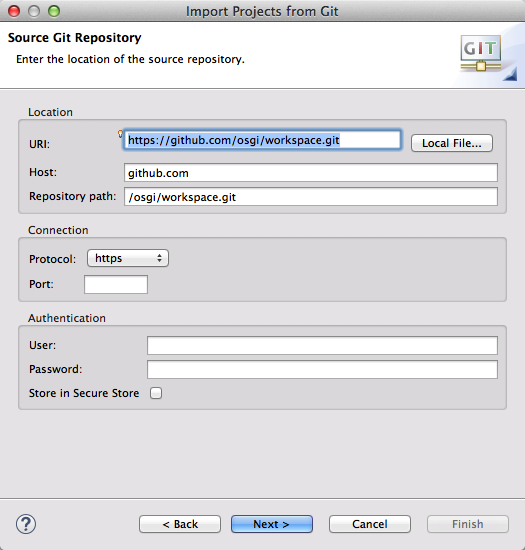 Import Projects from Git
Source Git Repository
Enter the location of the source repository.
GIT
Location
URI: https://github.com/osgi/workspace.git Local File...
Host: github.com
Repository path: /osgi/workspace.git
Connection
Protocol: https
Port:
Authentication
User:
Password:
Store in Secure Store
? < Back Next > Cancel Finish